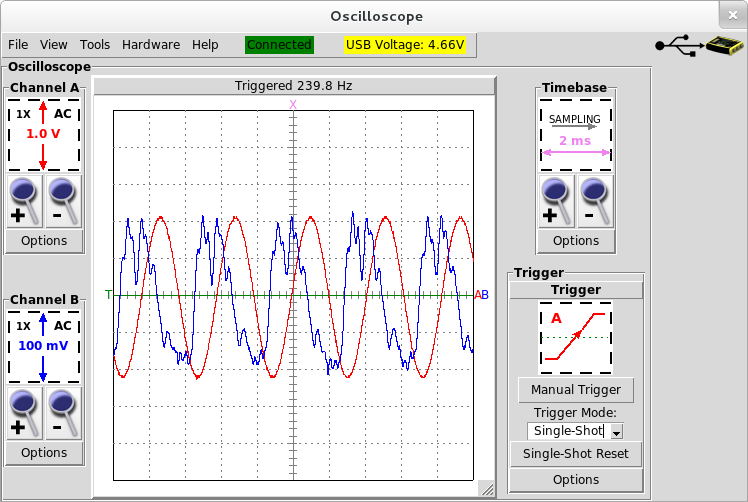 Oscilloscope
File View Tools Hardware Help Connected USB Voltage: 4.66V
Oscilloscope
Channel A
1X AC
1.0 V
+ -
Options
Channel B
1X AC
100 mV
+ -
Options
Triggered 239.8 Hz
X
T
AB
Timebase
SAMPLING
2 ms
+ -
Options
Trigger
Trigger
A
Manual Trigger
Trigger Mode:
Single-Shot
Single-Shot Reset
Options